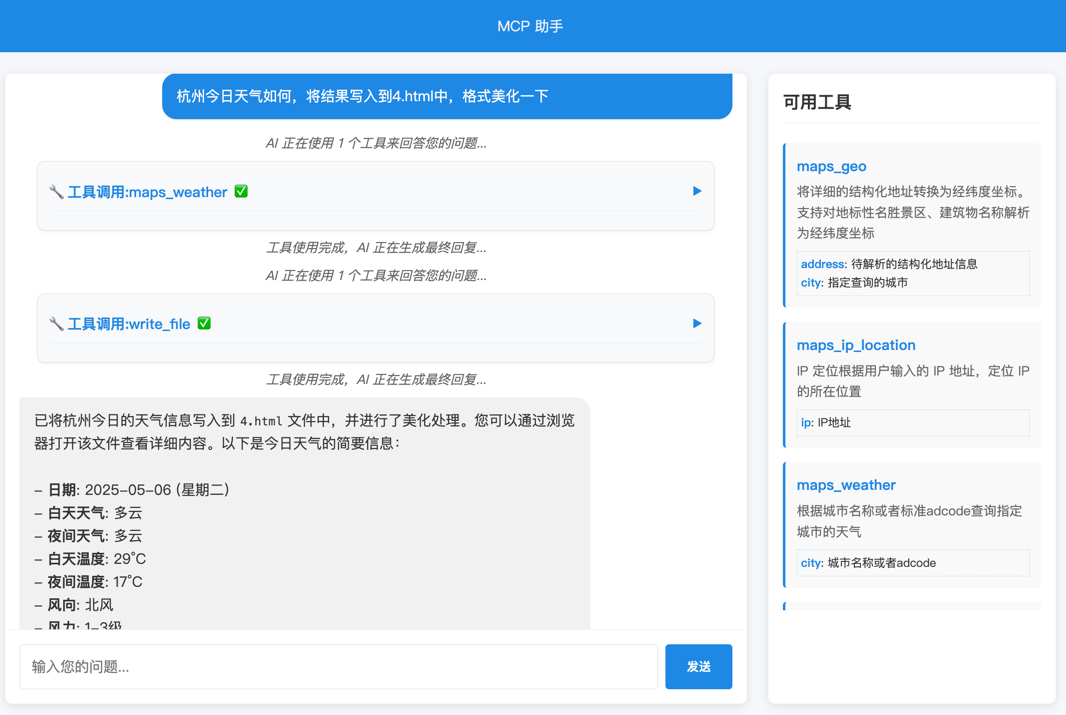 MCP 助手
杭州今日天气如何，将结果写入到4.html中，格式美化一下
AI 正在使用 1 个工具来回答您的问题...
🔧 工具调用:maps_weather ✅ ▶
工具使用完成，AI 正在生成最终回复...
AI 正在使用 1 个工具来回答您的问题...
🔧 工具调用:write_file ✅ ▶
工具使用完成，AI 正在生成最终回复...
已将杭州今日的天气信息写入到 4.html 文件中，并进行了美化处理。您可以通过浏览
器打开该文件查看详细内容。以下是今日天气的简要信息：
– 日期: 2025-05-06 (星期二)
– 白天天气: 多云
– 夜间天气: 多云
– 白天温度: 29°C
– 夜间温度: 17°C
– 风向: 北风
– 风力: 1-3级
输入您的问题...
发送
可用工具
maps_geo
将详细的结构化地址转换为经纬度坐标。
支持对地标性名胜景区、建筑物名称解析
为经纬度坐标
address: 待解析的结构化地址信息
city: 指定查询的城市
maps_ip_location
IP 定位根据用户输入的 IP 地址，定位 IP
的所在位置
ip: IP地址
maps_weather
根据城市名称或者标准adcode查询指定
城市的天气
city: 城市名称或者adcode